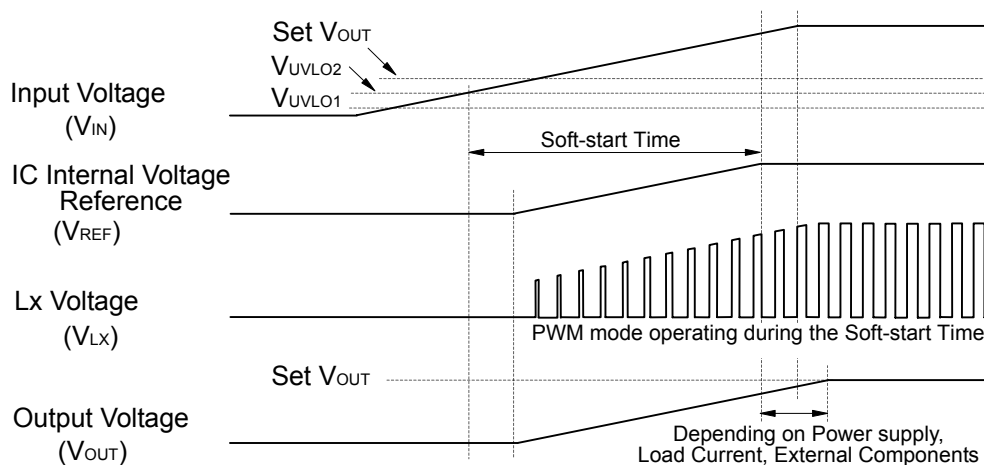 Set VOUT
VUVLO2
VUVLO1
Input Voltage
(VIN)
Soft-start Time
IC Internal Voltage
Reference
(VREF)
Lx Voltage
(VLX)
PWM mode operating during the Soft-start Time
Set VOUT
Output Voltage
(VOUT)
Depending on Power supply,
Load Current, External Components